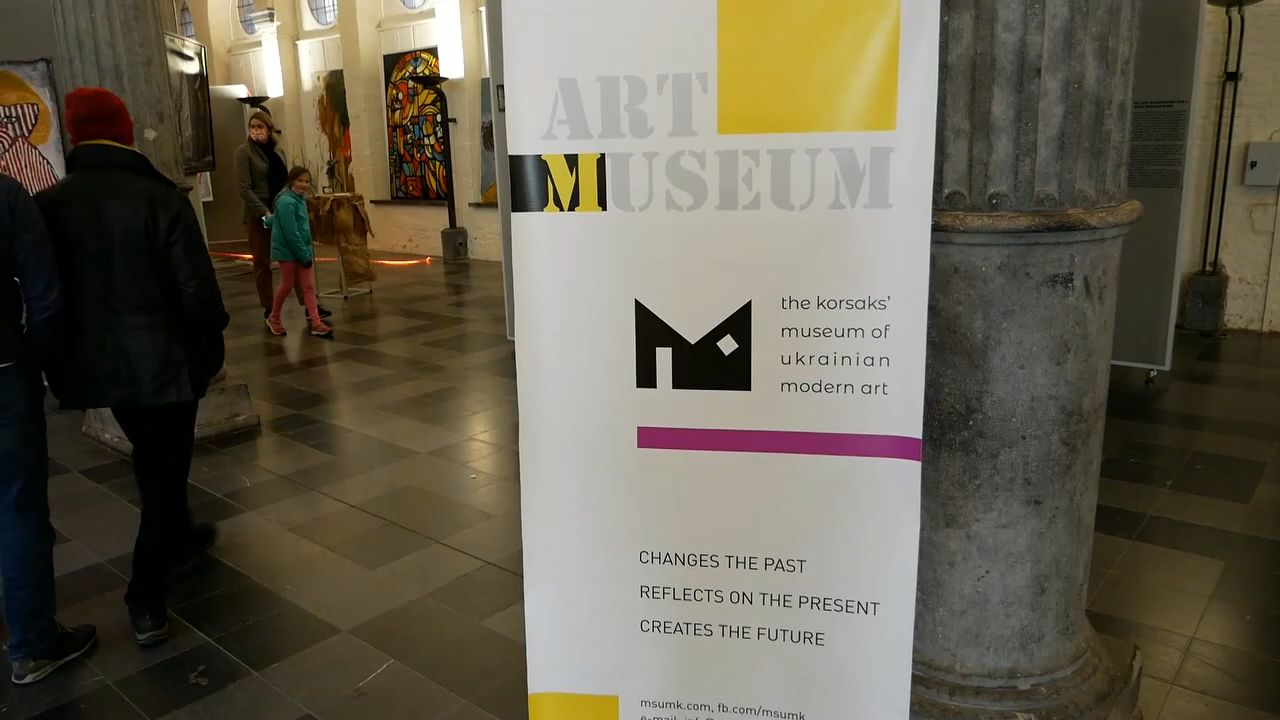 ART
MUSEUM
the korsaks'
museum of
ukrainian
modern art
CHANGES THE PAST
REFLECTS ON THE PRESENT
CREATES THE FUTURE
msumk.com, fb.com/msumk